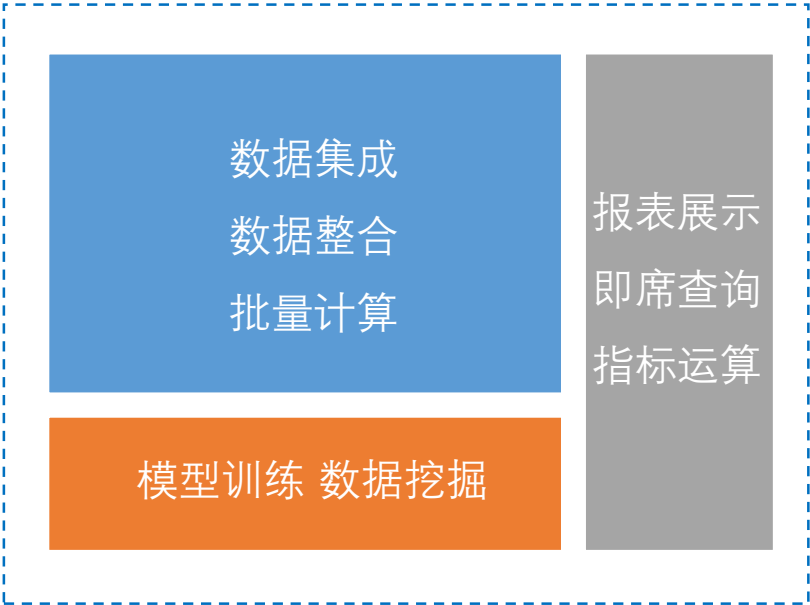 数据集成
数据整合
批量计算
报表展示
即席查询
指标运算
模型训练 数据挖掘